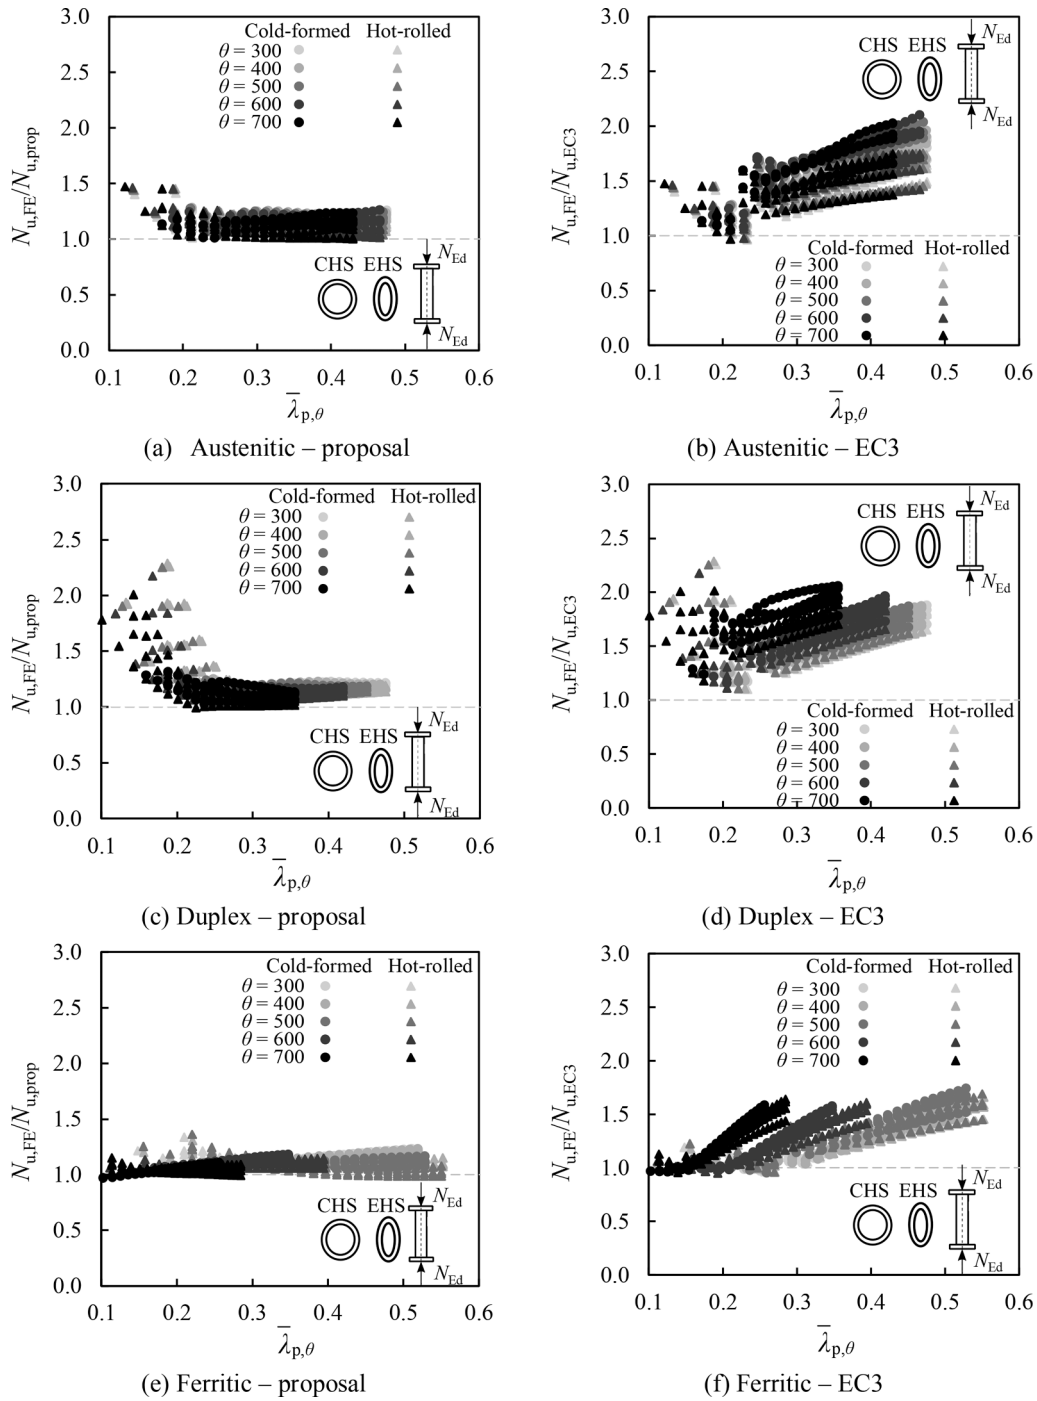 3.0
2.5
2.0
1.5
1.0
0.5
0.0
N_u,FE/N_u,prop
Cold-formed Hot-rolled
θ = 300
θ = 400
θ = 500
θ = 600
θ = 700
CHS EHS
N_Ed
N_Ed
0.1 0.2 0.3 0.4 0.5 0.6
λ̅_p,θ
(a) Austenitic – proposal
3.0
2.5
2.0
1.5
1.0
0.5
0.0
N_u,FE/N_u,EC3
CHS EHS
N_Ed
N_Ed
Cold-formed Hot-rolled
θ = 300
θ = 400
θ = 500
θ = 600
θ = 700
0.1 0.2 0.3 0.4 0.5 0.6
λ̅_p,θ
(b) Austenitic – EC3
3.0
2.5
2.0
1.5
1.0
0.5
0.0
N_u,FE/N_u,prop
Cold-formed Hot-rolled
θ = 300
θ = 400
θ = 500
θ = 600
θ = 700
CHS EHS
N_Ed
N_Ed
0.1 0.2 0.3 0.4 0.5 0.6
λ̅_p,θ
(c) Duplex – proposal
3.0
2.5
2.0
1.5
1.0
0.5
0.0
N_u,FE/N_u,EC3
CHS EHS
N_Ed
N_Ed
Cold-formed Hot-rolled
θ = 300
θ = 400
θ = 500
θ = 600
θ = 700
0.1 0.2 0.3 0.4 0.5 0.6
λ̅_p,θ
(d) Duplex – EC3
3.0
2.5
2.0
1.5
1.0
0.5
0.0
N_u,FE/N_u,prop
Cold-formed Hot-rolled
θ = 300
θ = 400
θ = 500
θ = 600
θ = 700
CHS EHS
N_Ed
N_Ed
0.1 0.2 0.3 0.4 0.5 0.6
λ̅_p,θ
(e) Ferritic – proposal
3.0
2.5
2.0
1.5
1.0
0.5
0.0
N_u,FE/N_u,EC3
Cold-formed Hot-rolled
θ = 300
θ = 400
θ = 500
θ = 600
θ = 700
CHS EHS
N_Ed
N_Ed
0.1 0.2 0.3 0.4 0.5 0.6
λ̅_p,θ
(f) Ferritic – EC3